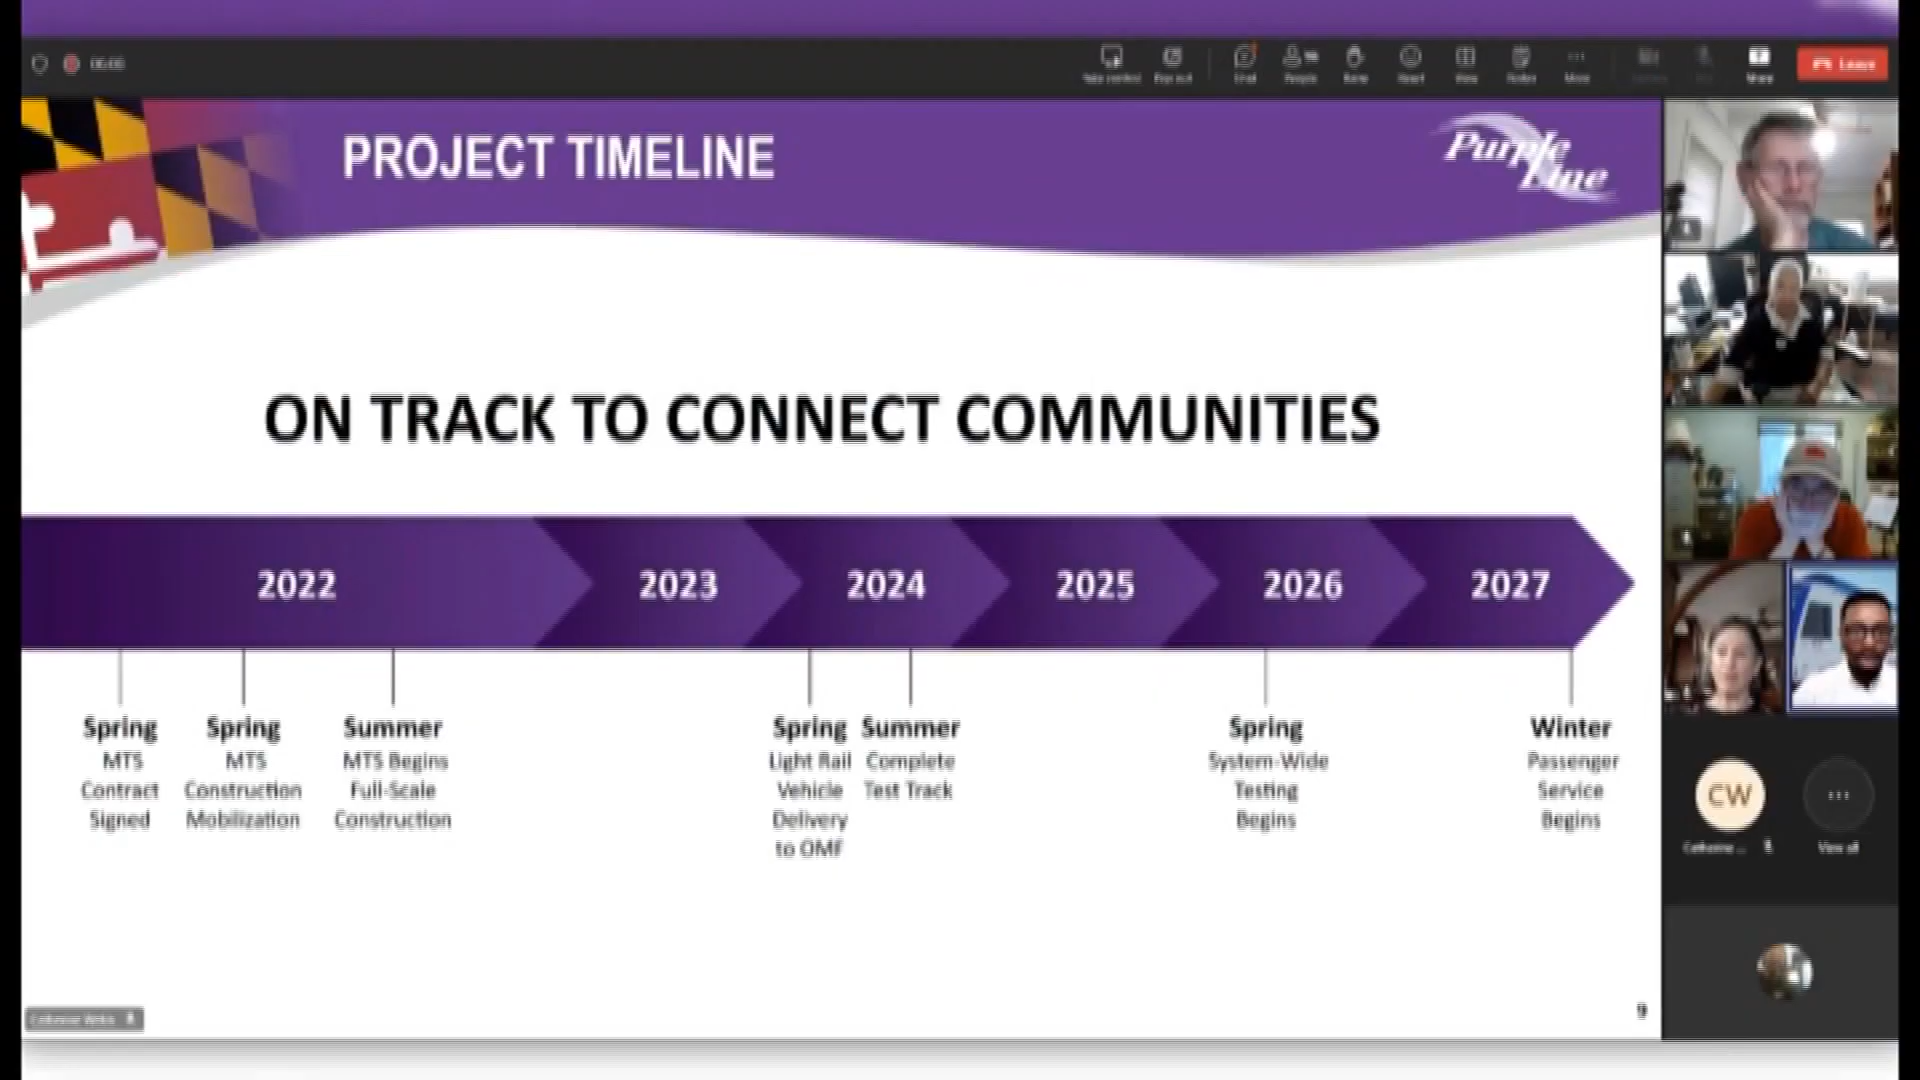 Leave
PROJECT TIMELINE
Purple
Line
ON TRACK TO CONNECT COMMUNITIES
2022
2023
2024
2025
2026
2027
Spring
MTS
Contract
Signed
Spring
MTS
Construction
Mobilization
Summer
MTS Begins
Full-Scale
Construction
Spring
Light Rail
Vehicle
Delivery
to OMF
Summer
Complete
Test Track
Spring
System-Wide
Testing
Begins
Winter
Passenger
Service
Begins
CW
View all
9